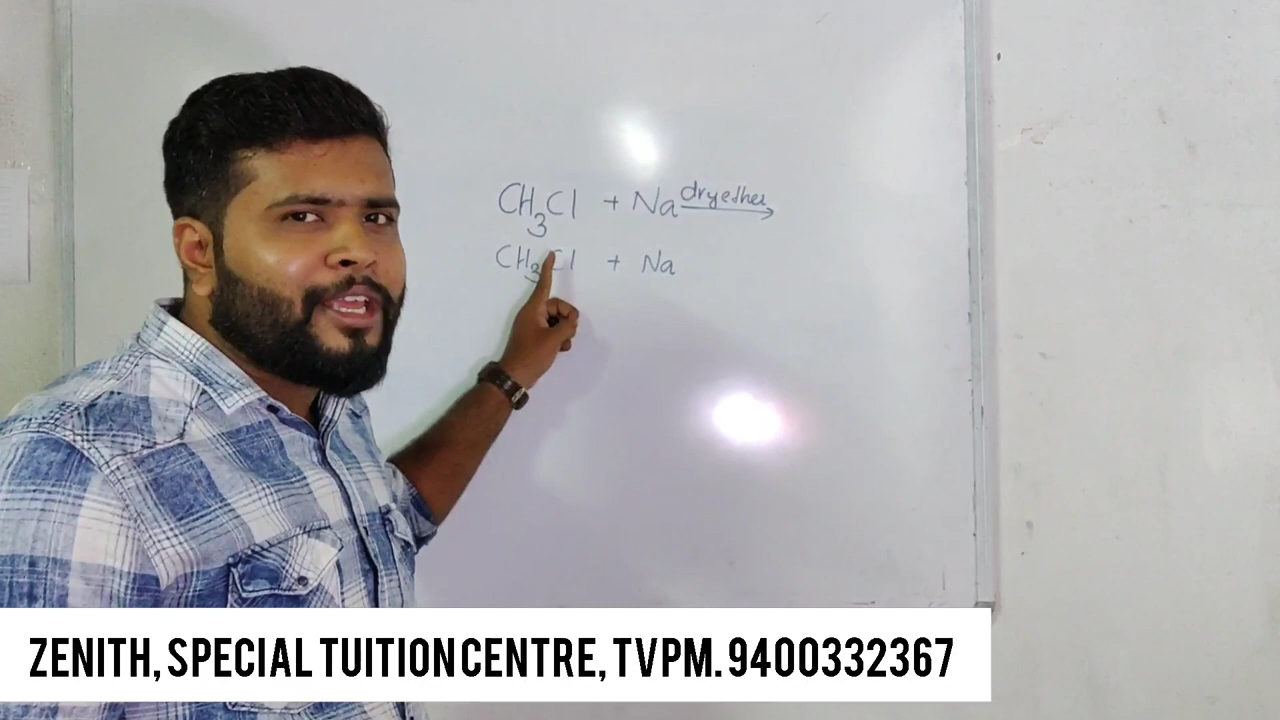 CH3Cl + Na dryether
CH3Cl + Na
ZENITH, SPECIAL TUITION CENTRE, TVPM. 9400332367